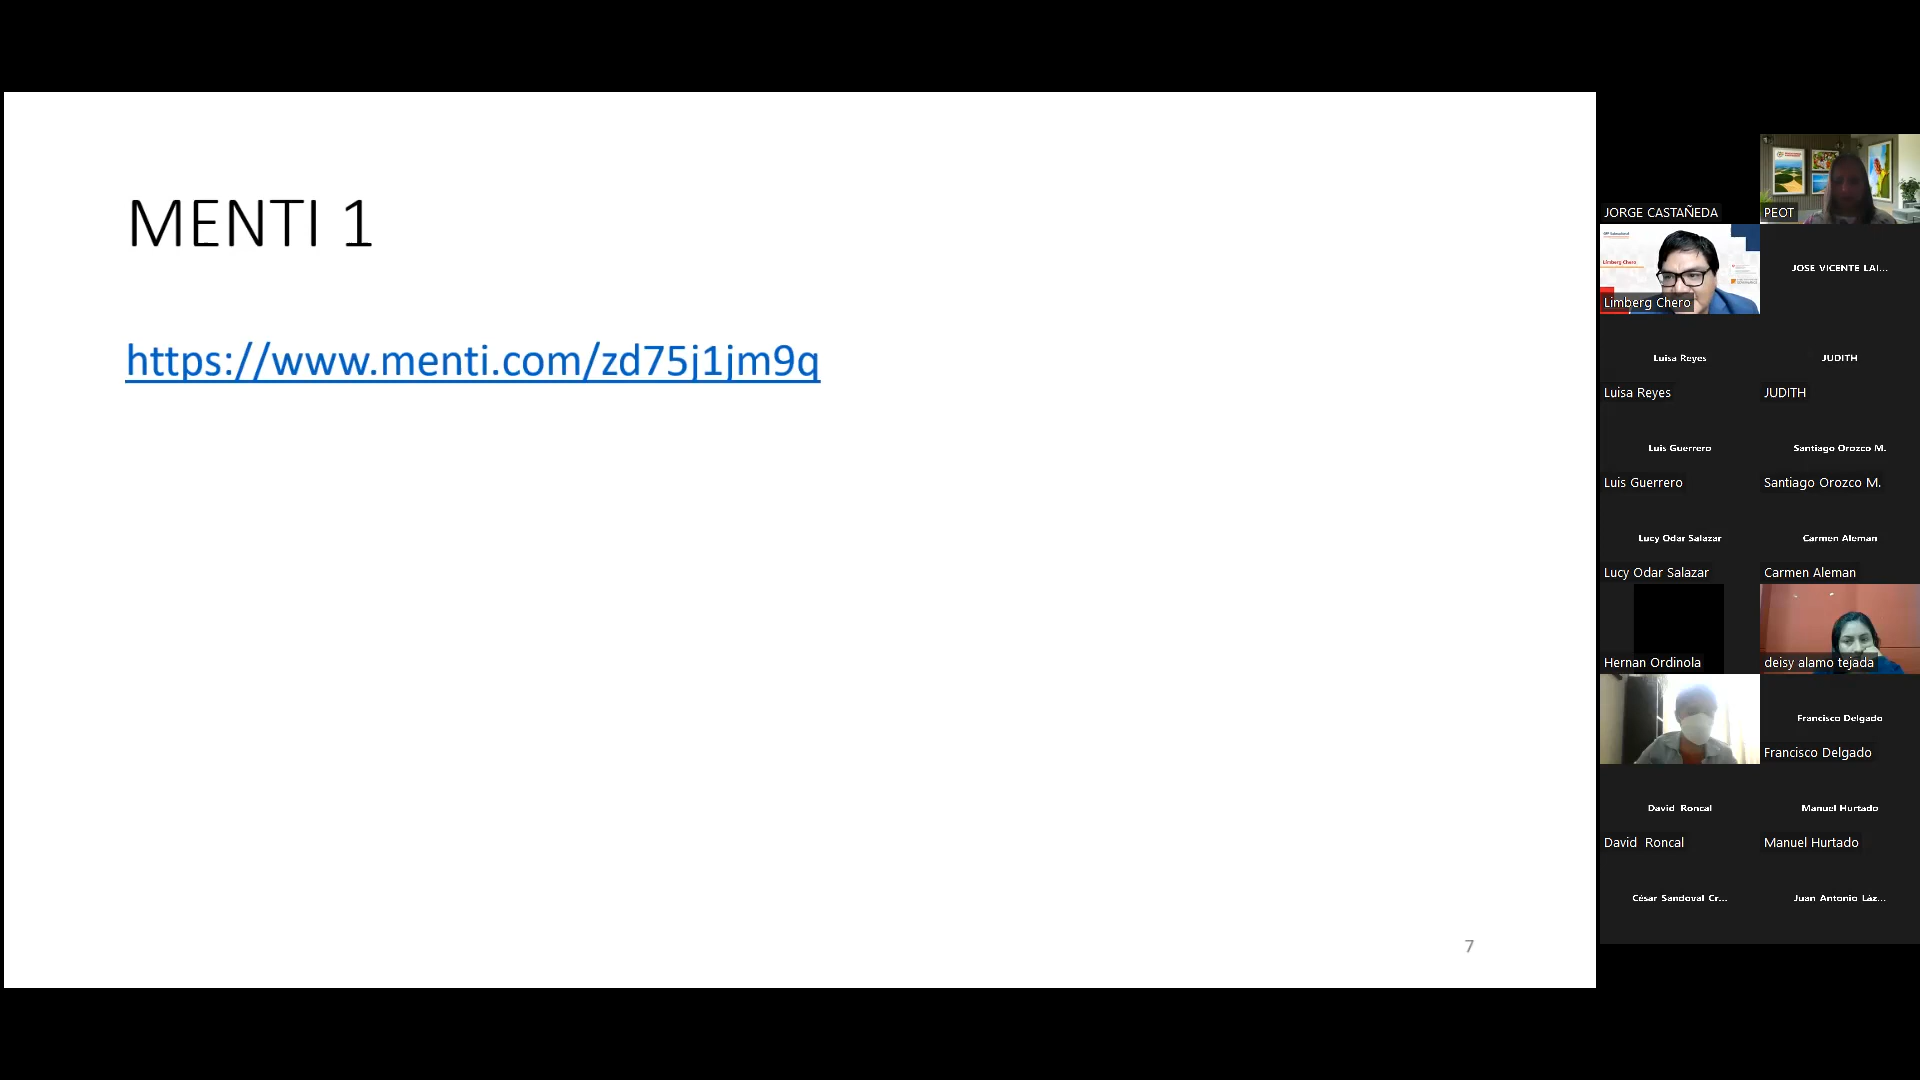 MENTI 1
https://www.menti.com/zd75j1jm9q
7
JORGE CASTAÑEDA
PEOT
Limberg Chero
Limberg Chero
JOSE VICENTE LAI...
Luisa Reyes
Luisa Reyes
JUDITH
JUDITH
Luis Guerrero
Luis Guerrero
Santiago Orozco M.
Santiago Orozco M.
Lucy Odar Salazar
Lucy Odar Salazar
Carmen Aleman
Carmen Aleman
Hernan Ordinola
deisy alamo tejada
Francisco Delgado
Francisco Delgado
David Roncal
David Roncal
Manuel Hurtado
Manuel Hurtado
César Sandoval Cr...
Juan Antonio Láz...